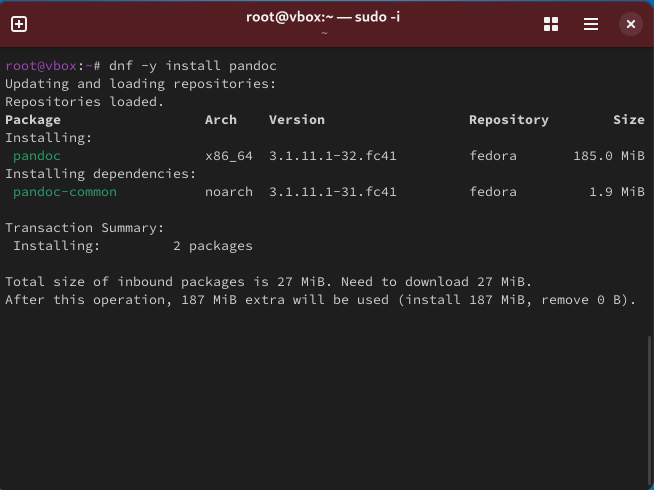 root@vbox:~ — sudo -i
~
root@vbox:~# dnf -y install pandoc
Updating and loading repositories:
Repositories loaded.
Package Arch Version Repository Size
Installing:
pandoc x86_64 3.1.11.1-32.fc41 fedora 185.0 MiB
Installing dependencies:
pandoc-common noarch 3.1.11.1-31.fc41 fedora 1.9 MiB
Transaction Summary:
Installing: 2 packages
Total size of inbound packages is 27 MiB. Need to download 27 MiB.
After this operation, 187 MiB extra will be used (install 187 MiB, remove 0 B).